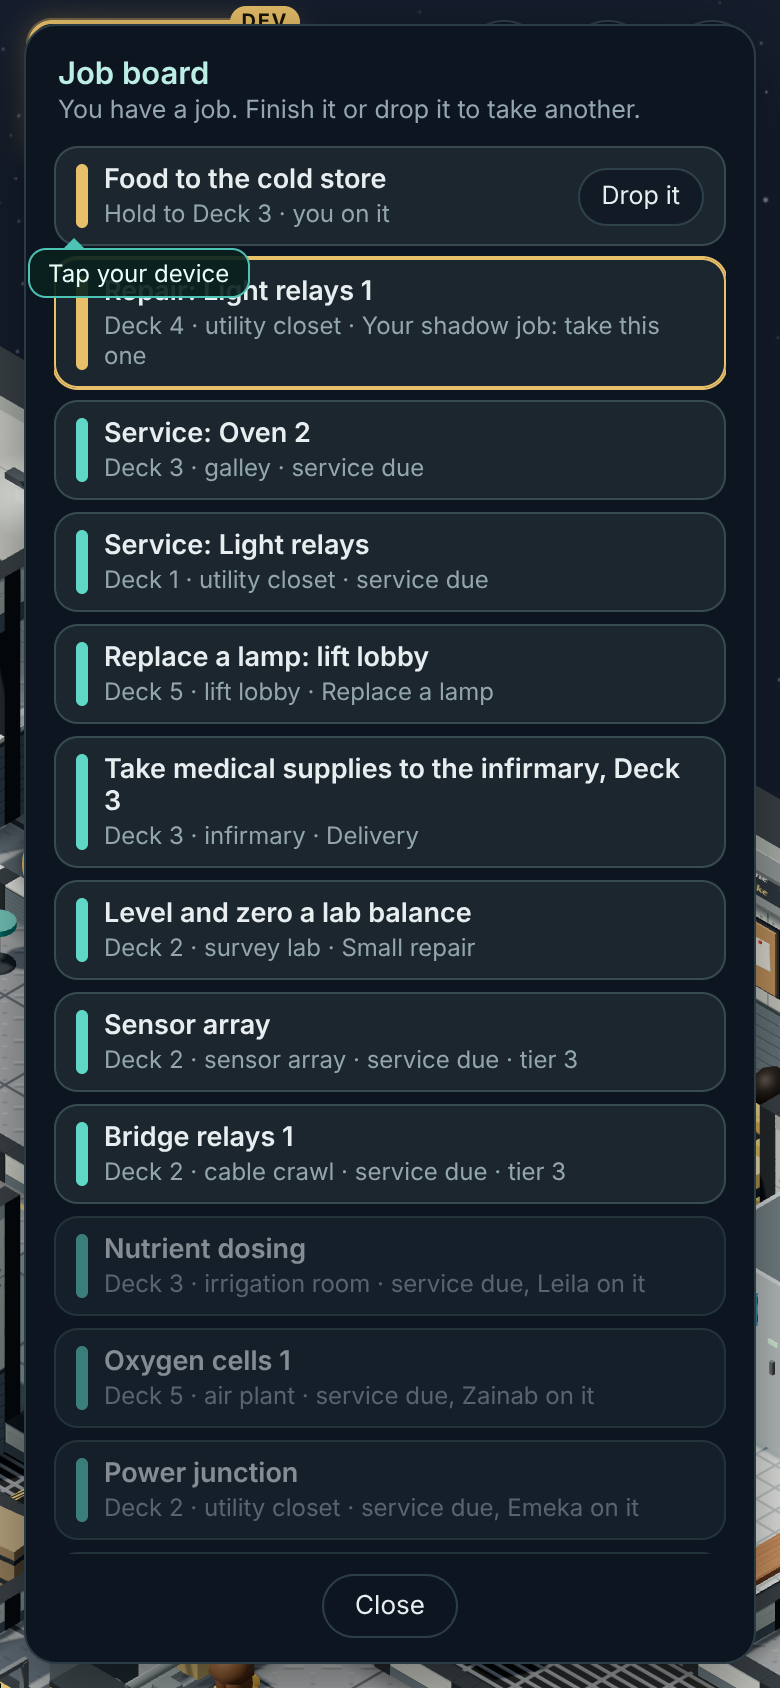 DEV
Job board
You have a job. Finish it or drop it to take another.
Food to the cold store
Hold to Deck 3 · you on it
Drop it
Tap your device
Repair: Light relays 1
Deck 4 · utility closet · Your shadow job: take this
one
Service: Oven 2
Deck 3 · galley · service due
Service: Light relays
Deck 1 · utility closet · service due
Replace a lamp: lift lobby
Deck 5 · lift lobby · Replace a lamp
Take medical supplies to the infirmary, Deck
3
Deck 3 · infirmary · Delivery
Level and zero a lab balance
Deck 2 · survey lab · Small repair
Sensor array
Deck 2 · sensor array · service due · tier 3
Bridge relays 1
Deck 2 · cable crawl · service due · tier 3
Nutrient dosing
Deck 3 · irrigation room · service due, Leila on it
Oxygen cells 1
Deck 5 · air plant · service due, Zainab on it
Power junction
Deck 2 · utility closet · service due, Emeka on it
Close